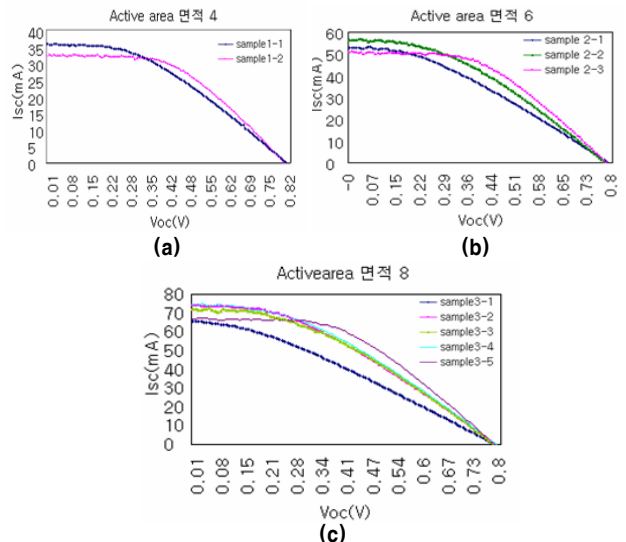 Active area 면적 4
Isc(mA)
40
35
30
25
20
15
10
5
0
sample1-1
sample1-2
0.01 0.08 0.15 0.24 0.35 0.42 0.48 0.55 0.62 0.69 0.75 0.82
Voc(V)
(a)
Active area 면적 6
Isc(mA)
60
50
40
30
20
10
0
sample 2-1
sample 2-2
sample 2-3
-0 0.07 0.15 0.22 0.29 0.36 0.44 0.51 0.58 0.65 0.73 0.8
Voc(V)
(b)
Activearea 면적 8
Isc(mA)
80
70
60
50
40
30
20
10
0
sample3-1
sample3-2
sample3-3
sample3-4
sample3-5
0.01 0.08 0.15 0.21 0.28 0.34 0.41 0.47 0.54 0.6 0.67 0.73 0.8
Voc(V)
(c)